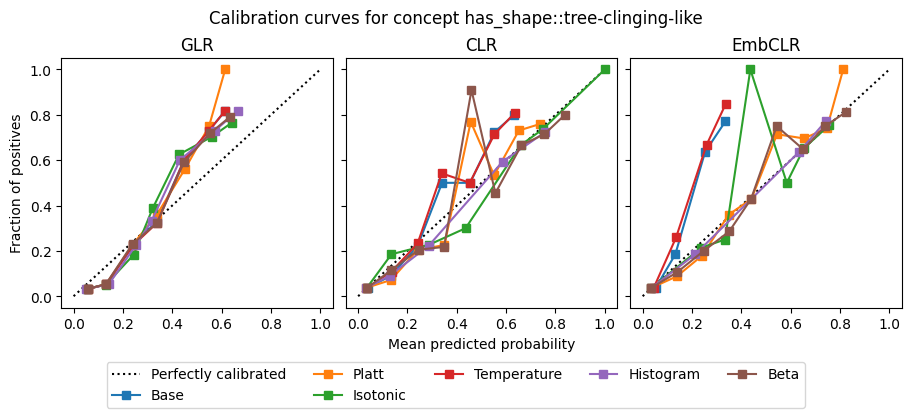 Calibration curves for concept has_shape::tree-clinging-like
GLR
CLR
EmbCLR
Fraction of positives
1.0
0.8
0.6
0.4
0.2
0.0
0.0 0.2 0.4 0.6 0.8 1.0
0.0 0.2 0.4 0.6 0.8 1.0
0.0 0.2 0.4 0.6 0.8 1.0
Mean predicted probability
Perfectly calibrated
Base
Platt
Isotonic
Temperature
Histogram
Beta